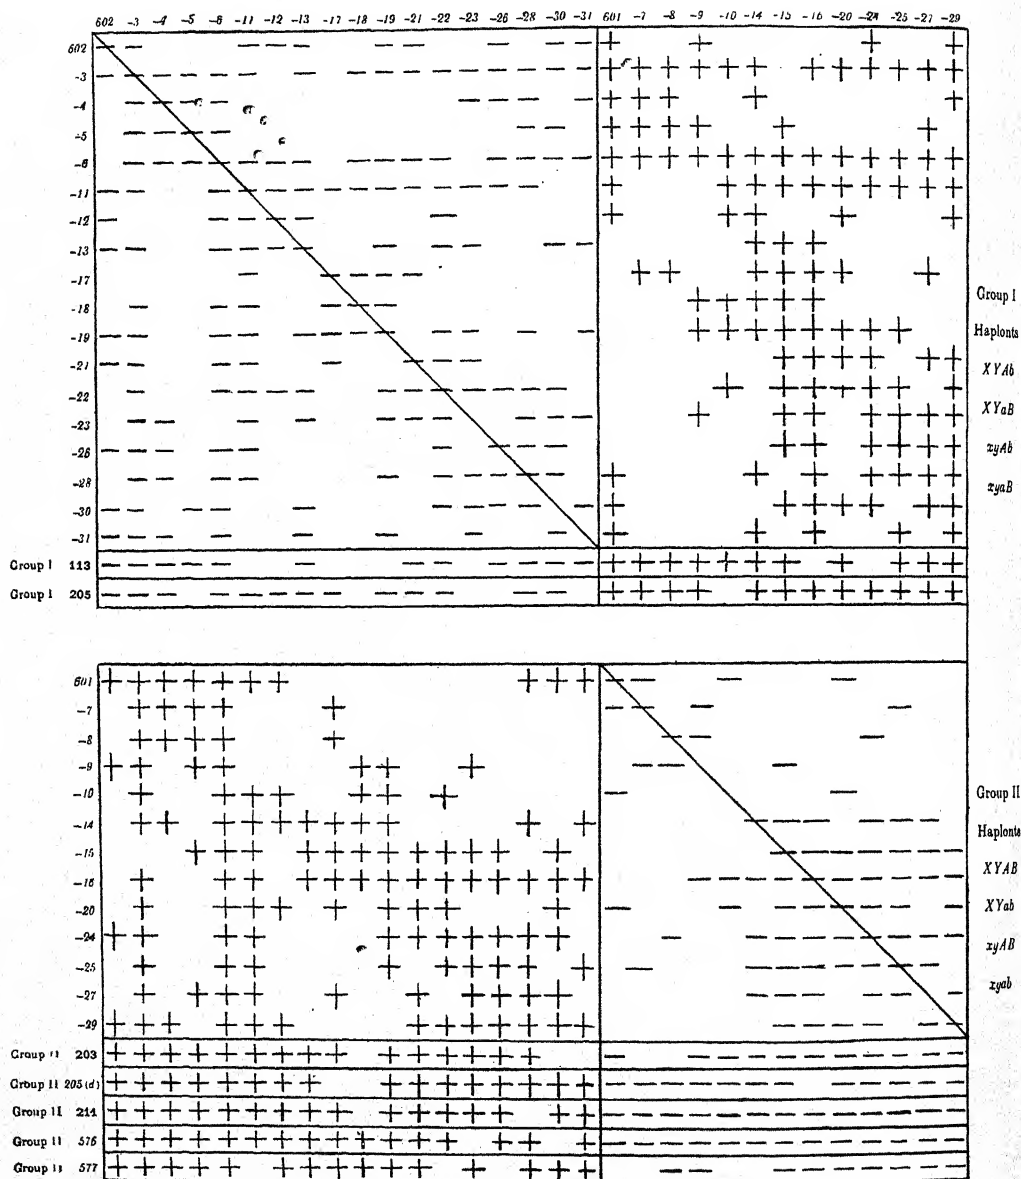 602 -3 -4 -5 -6 -11 -12 -13 -17 -18 -19 -21 -22 -23 -26 -28 -30 -31 601 -7 -8 -9 -10 -14 -15 -16 -20 -24 -25 -27 -29
602
-3
-4
-5
-6
-11
-12
-13
-17
-18
-19
-21
-22
-23
-26
-28
-30
-31
Group I
Haplonts
XYAb
XYaB
xyAb
xyaB
Group I 113
Group I 205
601
-7
-8
-9
-10
-14
-15
-16
-20
-24
-25
-27
-29
Group II
Haplonts
XYAB
XYab
xyAB
xyab
Group II 203
Group II 205 (d)
Group II 214
Group II 576
Group II 577